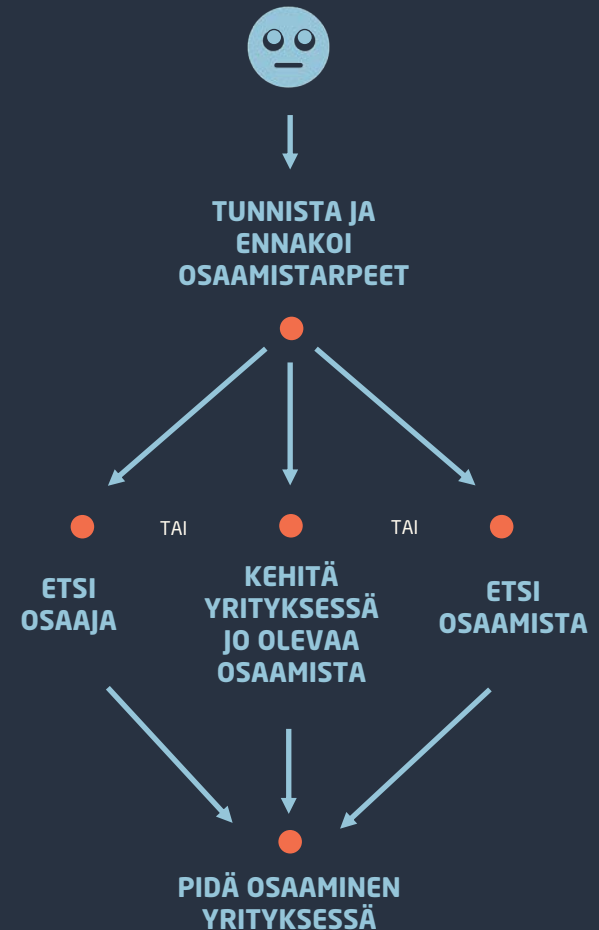 TUNNISTA JA
ENNAKOI
OSAAMISTARPEET
TAI
TAI
ETSI
OSAAJA
KEHITÄ
YRITYKSESSÄ
JO OLEVAA
OSAAMISTA
ETSI
OSAAMISTA
PIDÄ OSAAMINEN
YRITYKSESSÄ